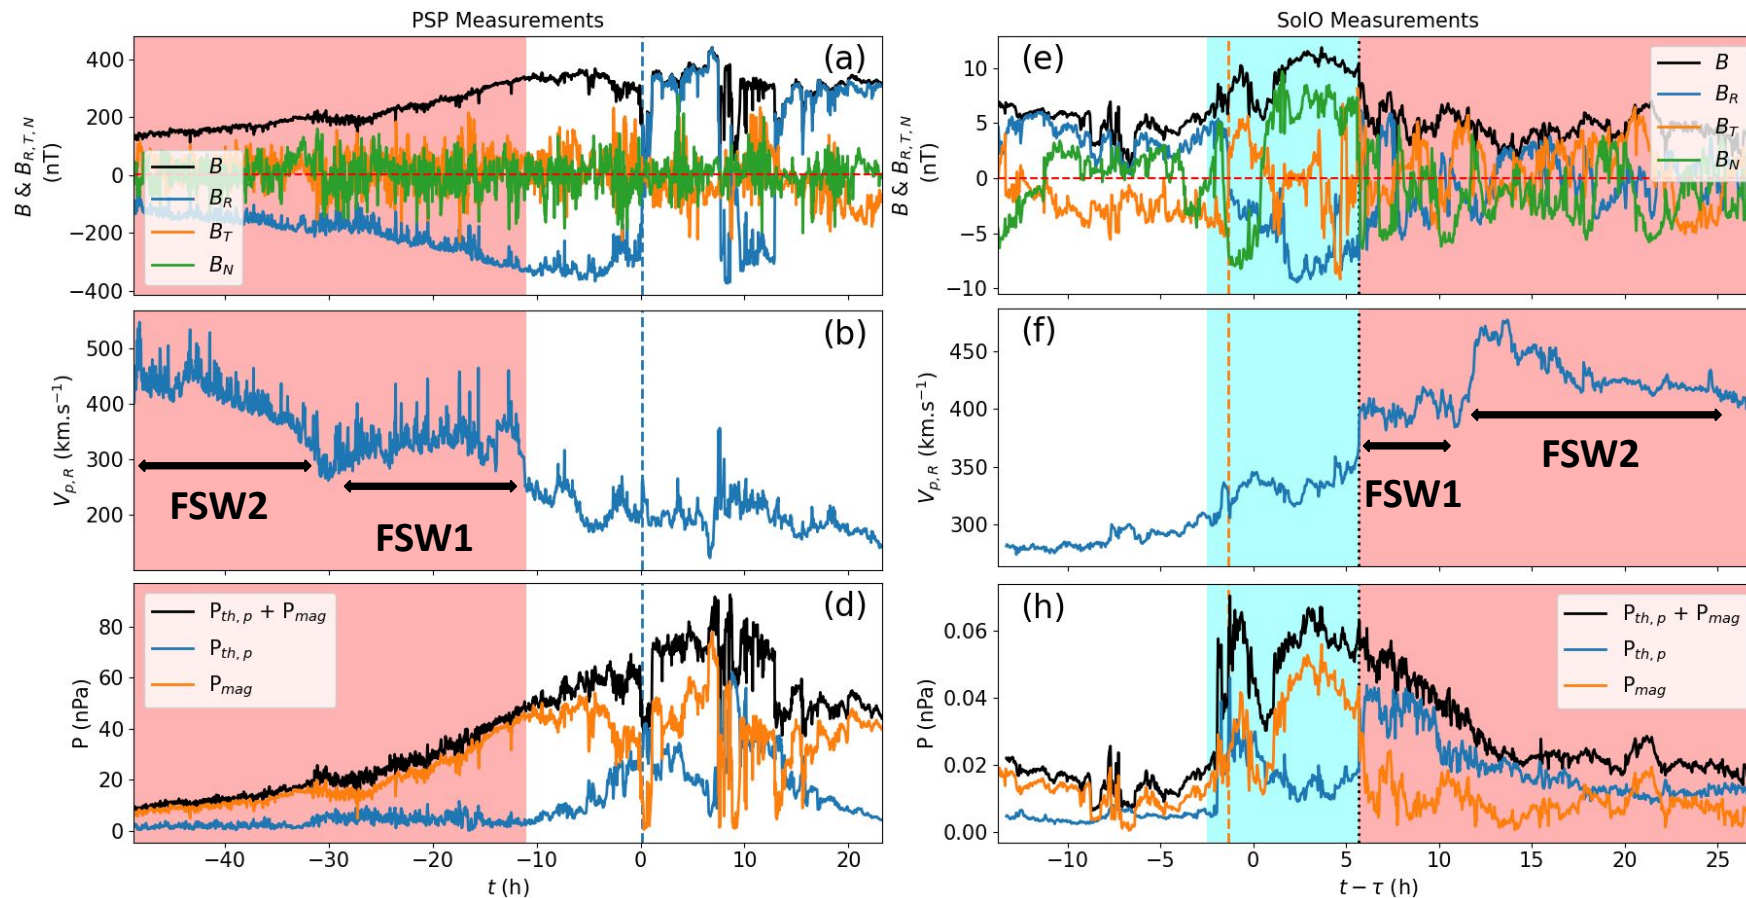 PSP Measurements
SolO Measurements
(a)
400
200
0
−200
−400
B & B_{R,T,N}
(nT)
B
B_R
B_T
B_N
(e)
10
5
0
−5
−10
B & B_{R,T,N}
(nT)
B
B_R
B_T
B_N
(b)
500
400
300
200
V_{p,R} (km.s^{−1})
FSW2
FSW1
(f)
450
400
350
300
V_{p,R} (km.s^{−1})
FSW1
FSW2
(d)
80
60
40
20
0
P (nPa)
P_{th,p} + P_{mag}
P_{th,p}
P_{mag}
−40 −30 −20 −10 0 10 20
t (h)
(h)
0.06
0.04
0.02
0.00
P (nPa)
P_{th,p} + P_{mag}
P_{th,p}
P_{mag}
−10 −5 0 5 10 15 20 25
t − τ (h)